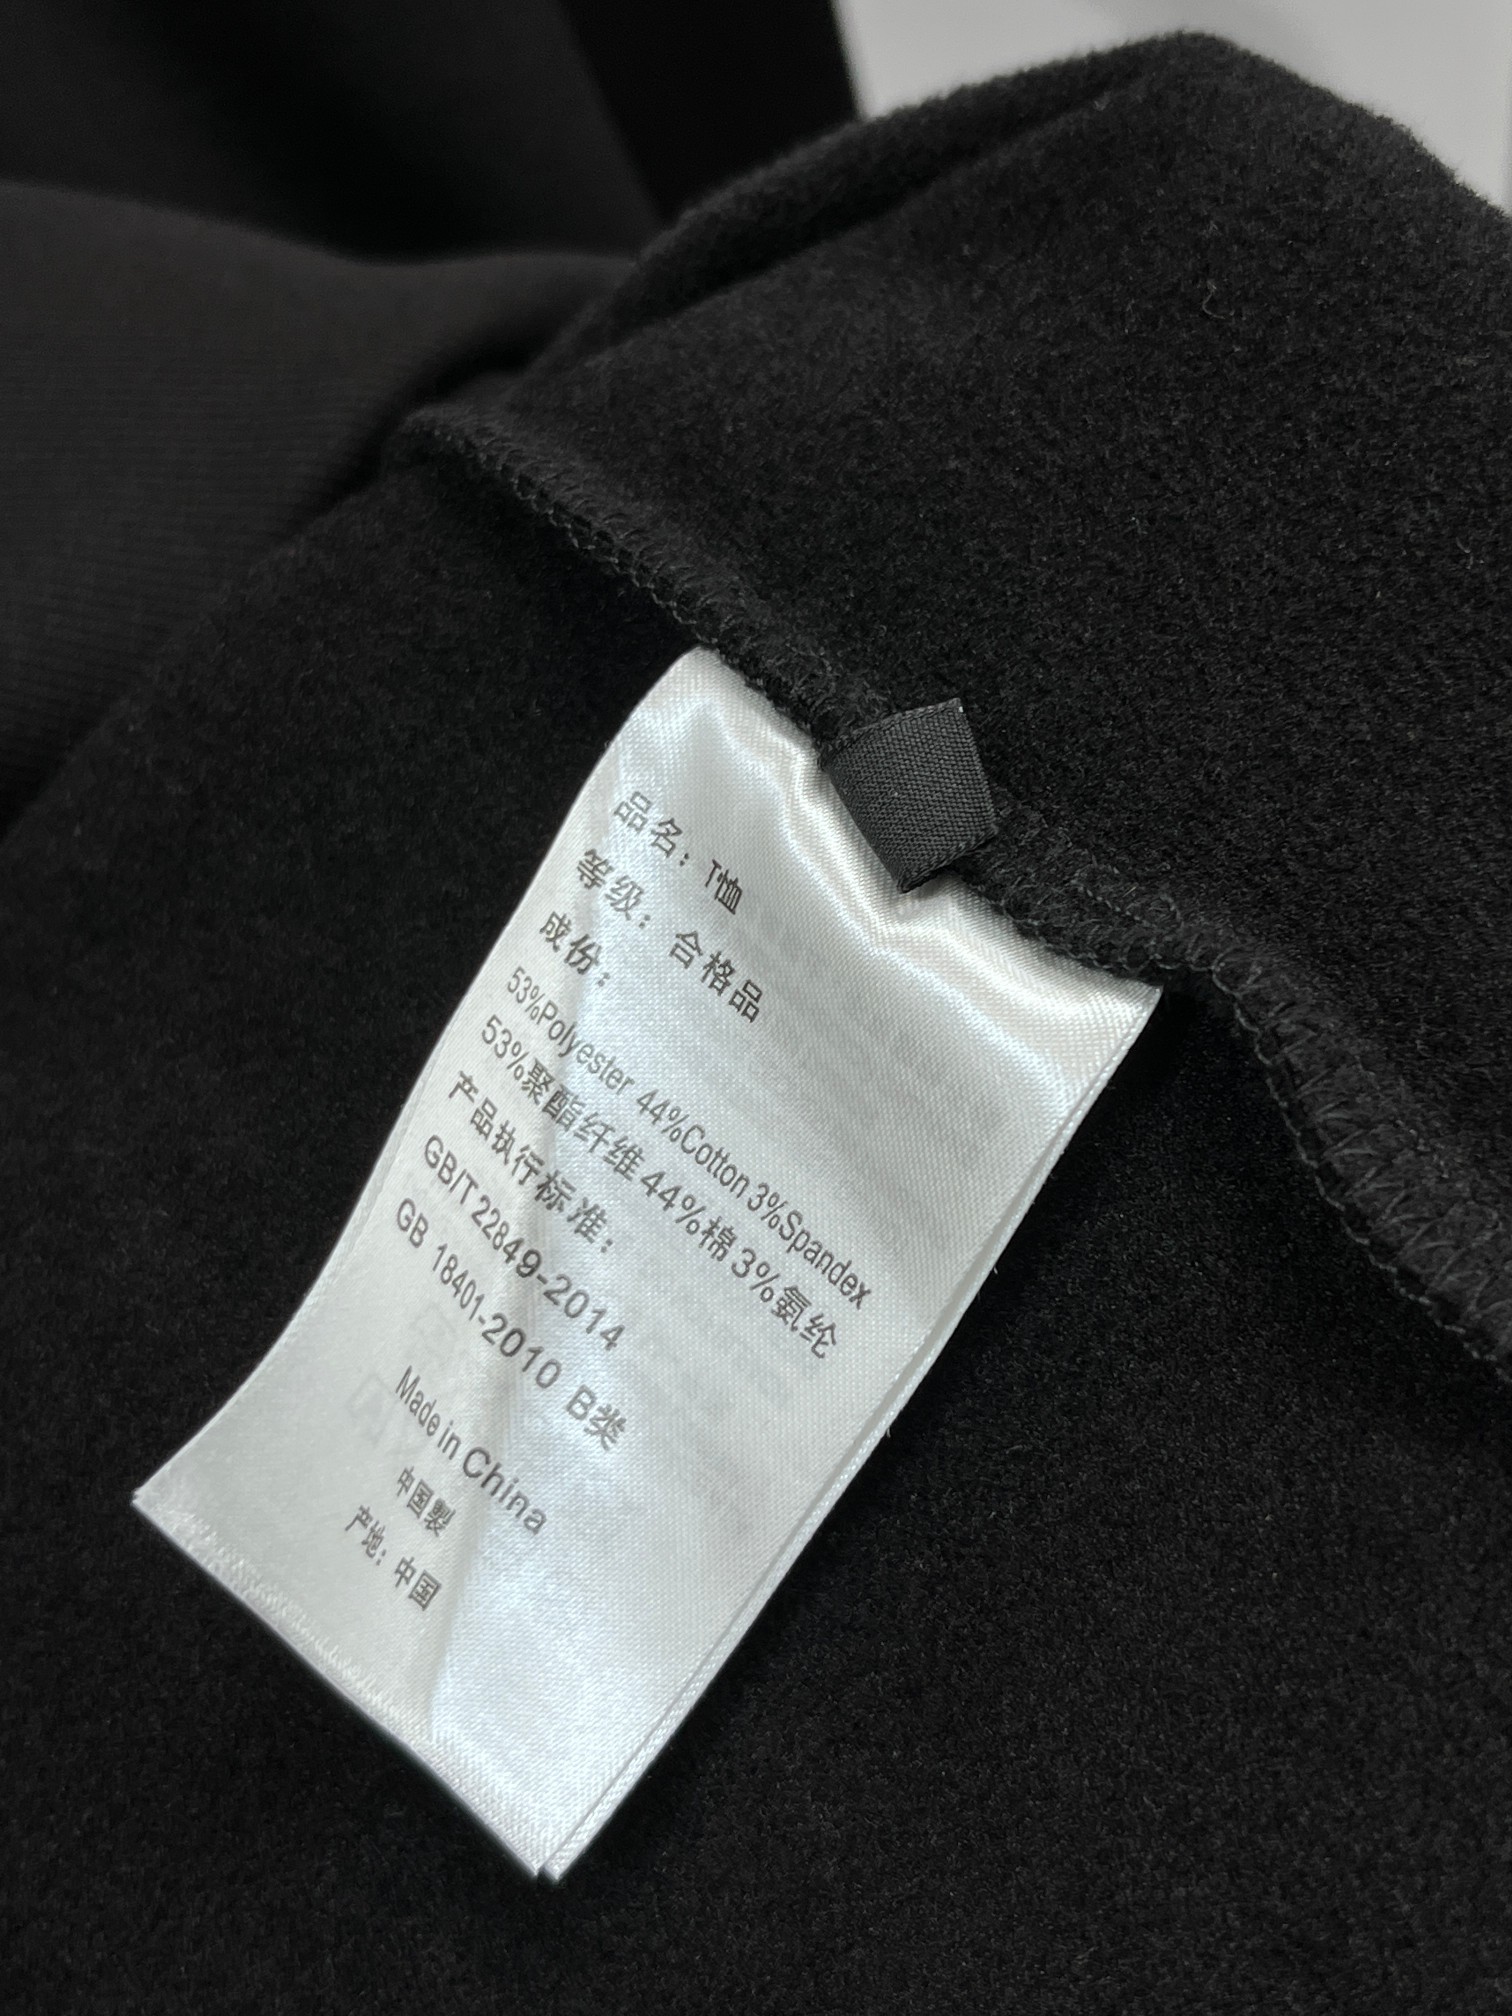 品名：T恤
等级：合格品
成份：
53%Polyester 44%Cotton 3%Spandex
53%聚酯纤维 44%棉 3%氨纶
产品执行标准：
GB/T 22849-2014
GB 18401-2010 B类
Made in China
中国製
产地：中国